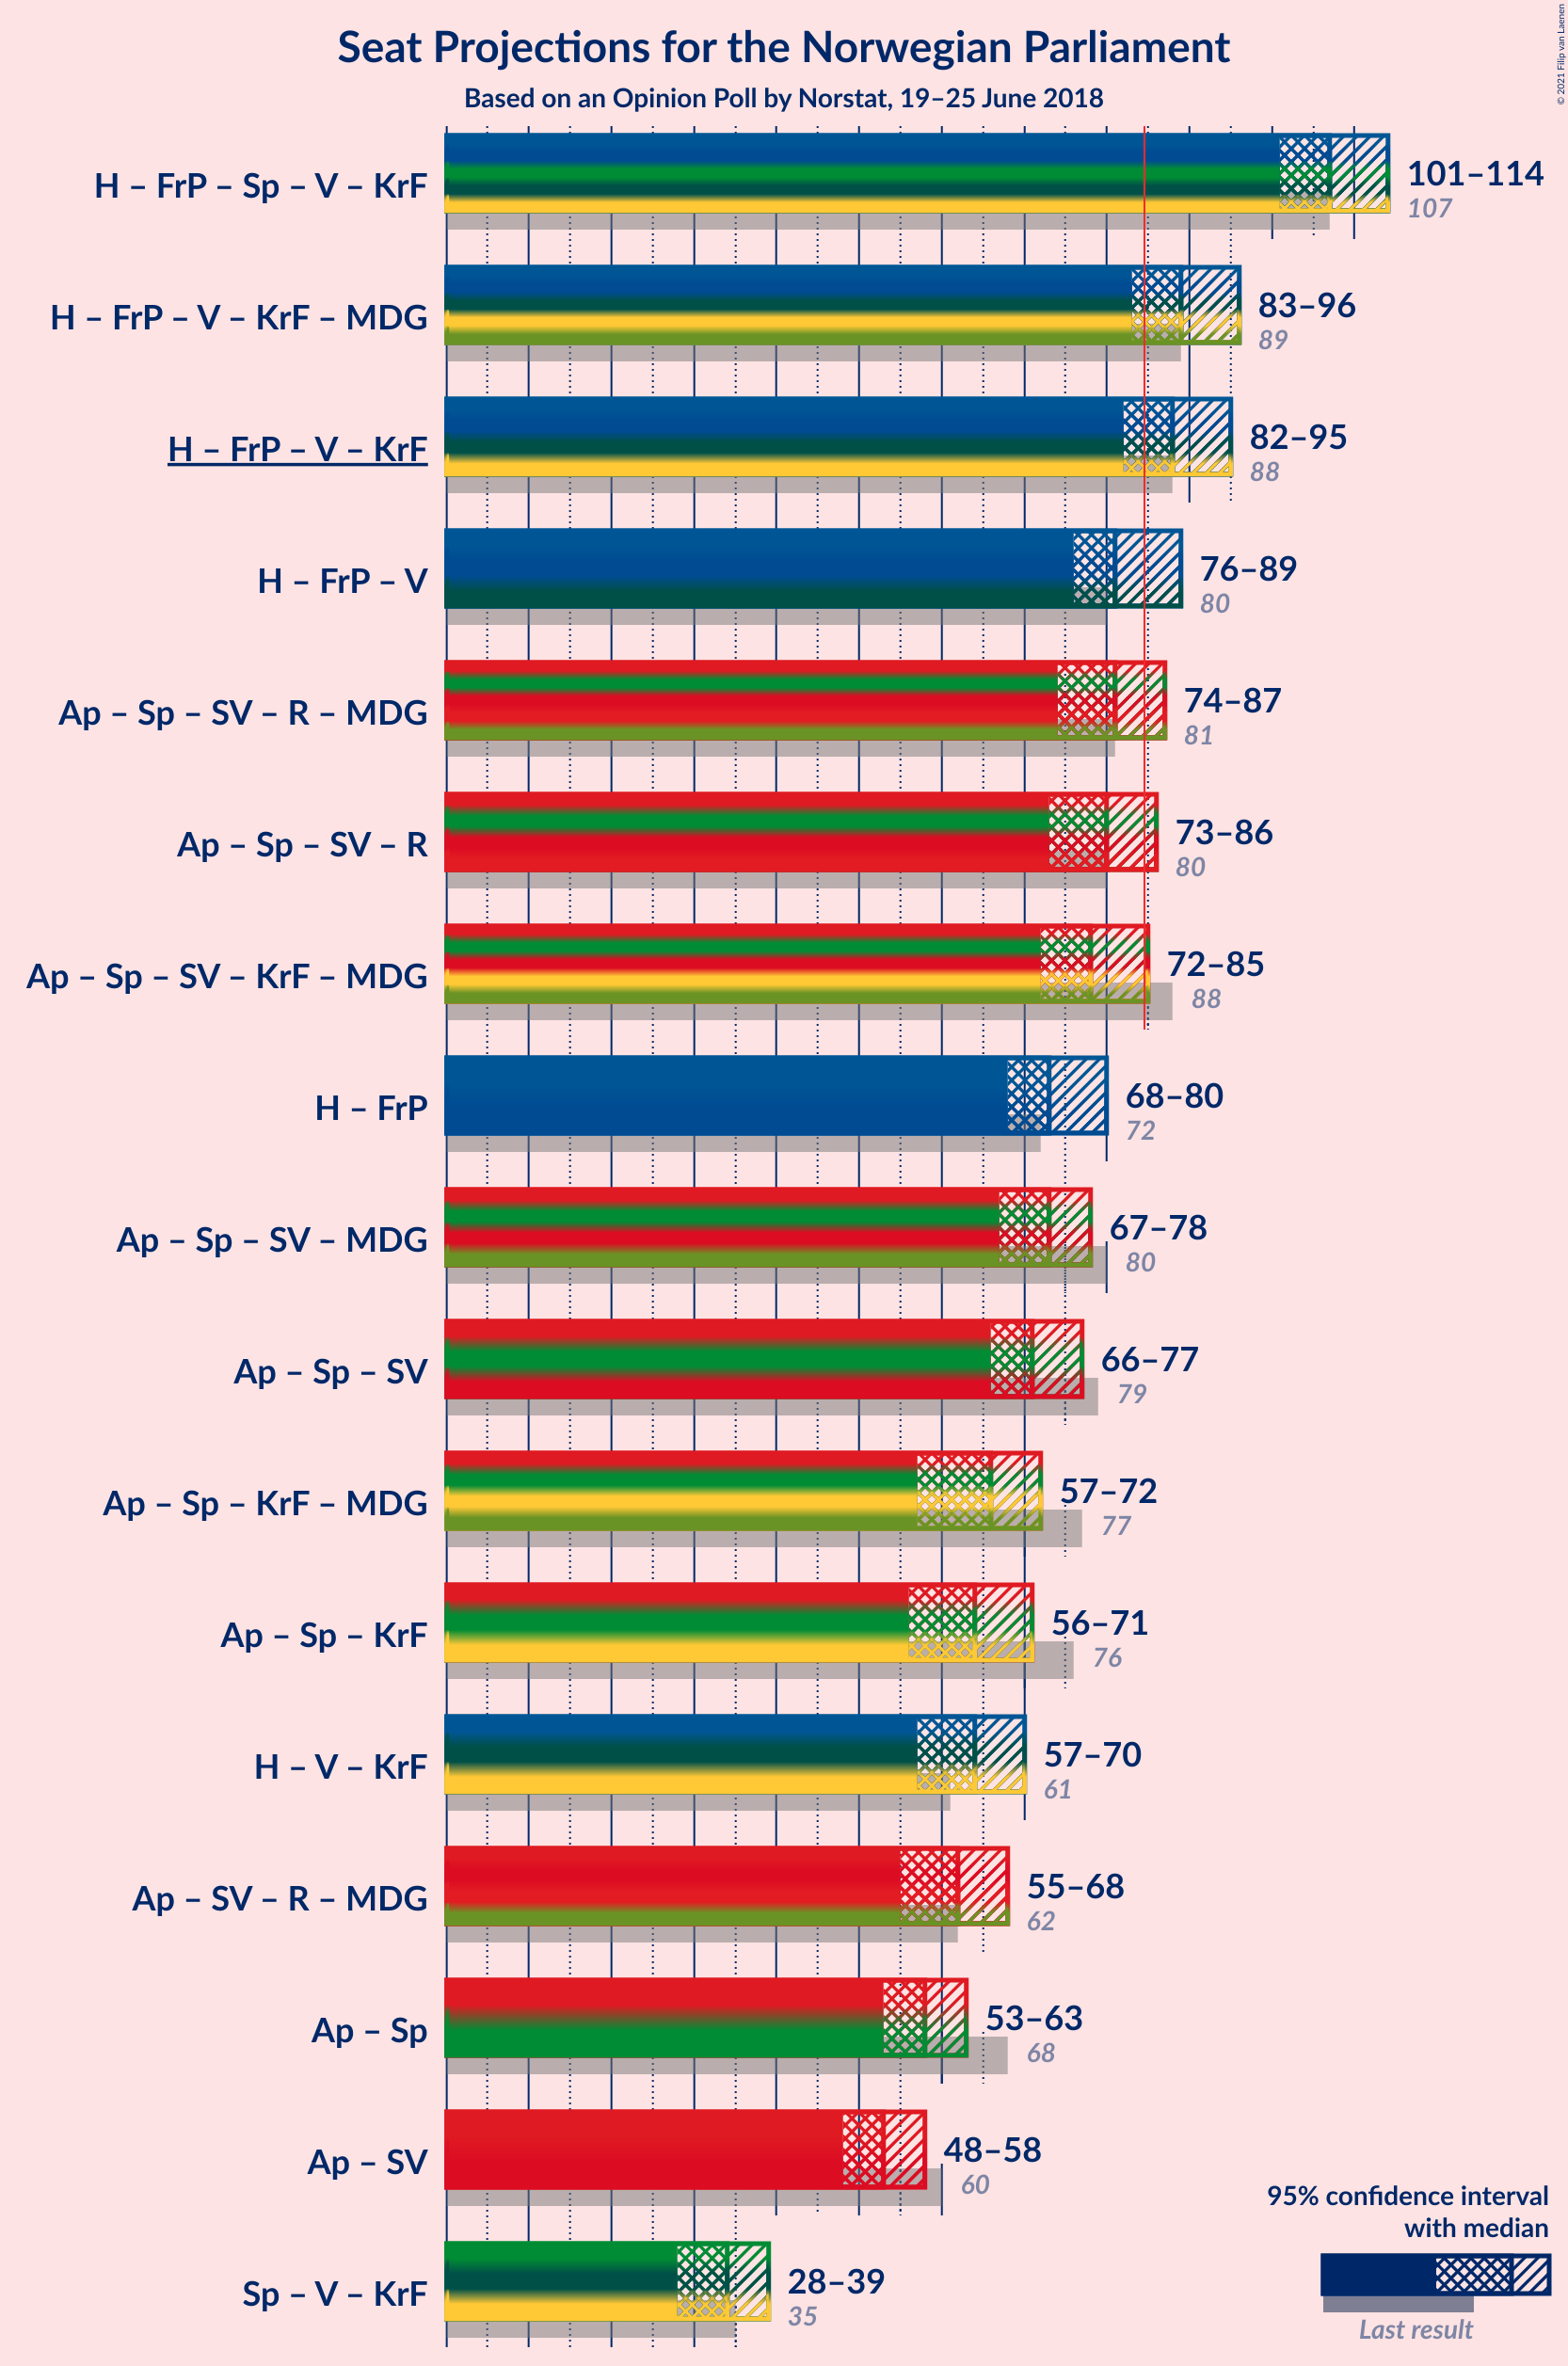 Seat Projections for the Norwegian Parliament
Based on an Opinion Poll by Norstat, 19–25 June 2018
© 2021 Filip van Laenen
H – FrP – Sp – V – KrF
101–114
107
H – FrP – V – KrF – MDG
83–96
89
H – FrP – V – KrF
82–95
88
H – FrP – V
76–89
80
Ap – Sp – SV – R – MDG
74–87
81
Ap – Sp – SV – R
73–86
80
Ap – Sp – SV – KrF – MDG
72–85
88
H – FrP
68–80
72
Ap – Sp – SV – MDG
67–78
80
Ap – Sp – SV
66–77
79
Ap – Sp – KrF – MDG
57–72
77
Ap – Sp – KrF
56–71
76
H – V – KrF
57–70
61
Ap – SV – R – MDG
55–68
62
Ap – Sp
53–63
68
Ap – SV
48–58
60
Sp – V – KrF
28–39
35
95% confidence interval
with median
Last result